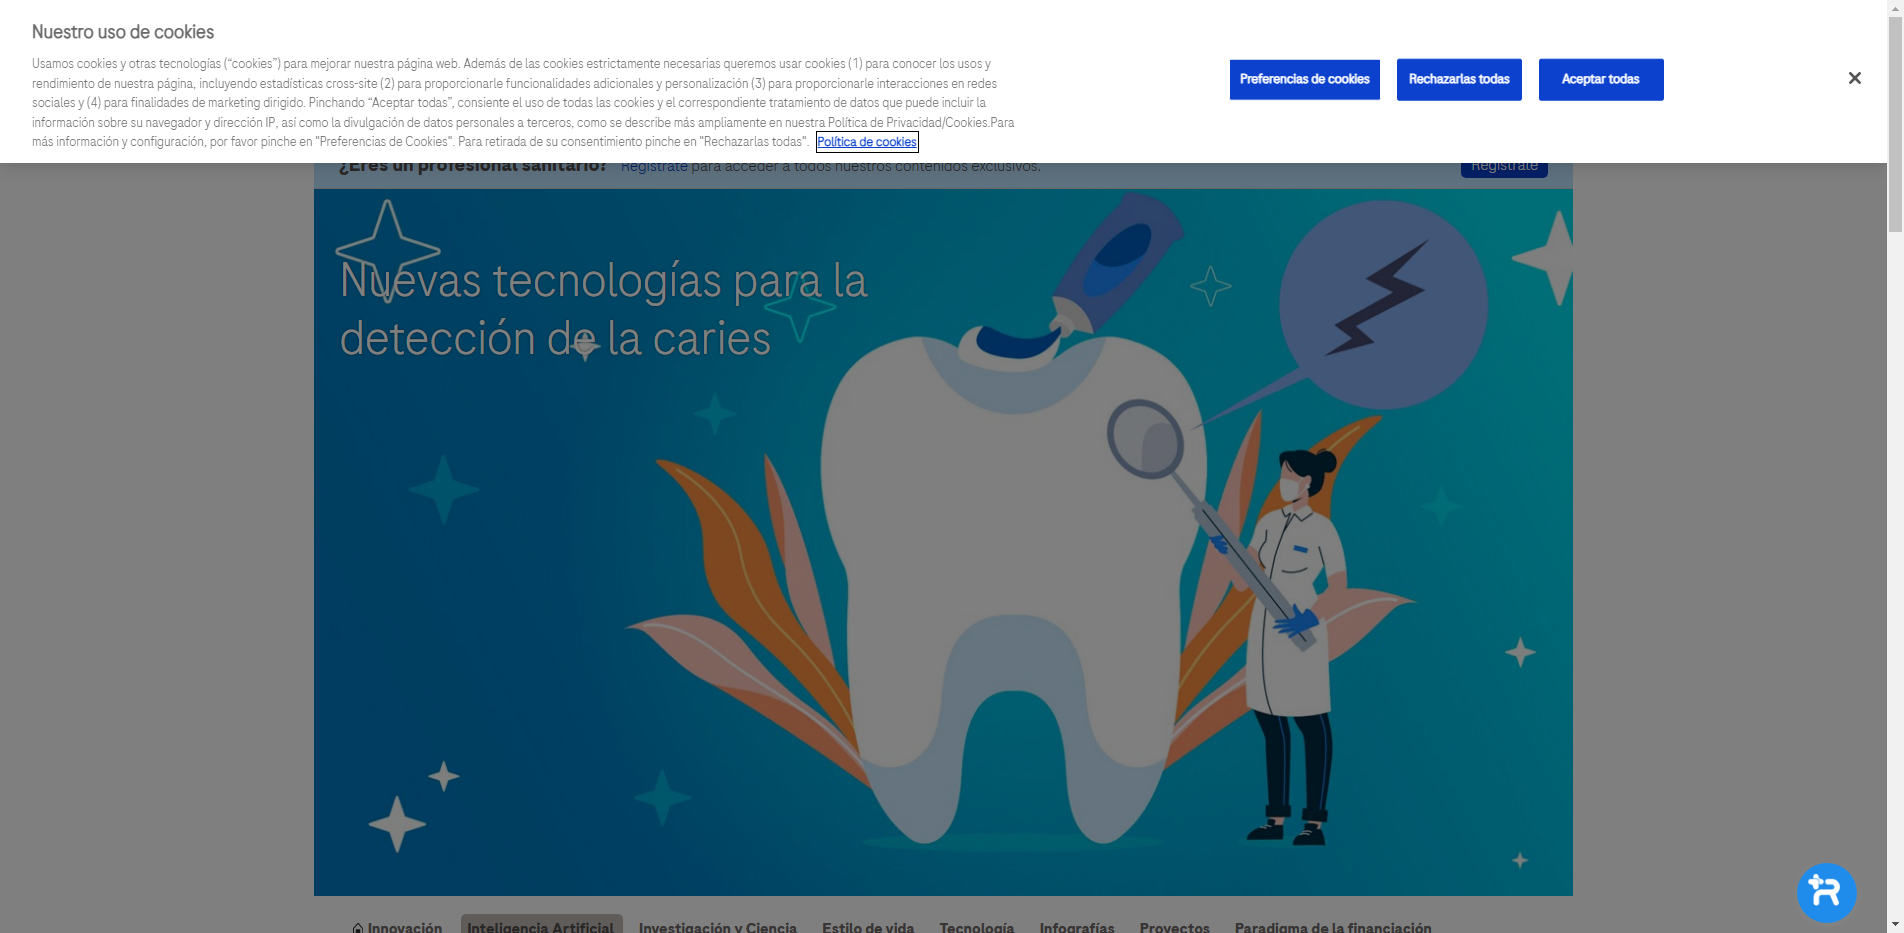 Nuestro uso de cookies
Usamos cookies y otras tecnologías (“cookies”) para mejorar nuestra página web. Además de las cookies estrictamente necesarias queremos usar cookies (1) para conocer los usos y
rendimiento de nuestra página, incluyendo estadísticas cross-site (2) para proporcionarle funcionalidades adicionales y personalización (3) para proporcionarle interacciones en redes
sociales y (4) para finalidades de marketing dirigido. Pinchando “Aceptar todas”, consiente el uso de todas las cookies y el correspondiente tratamiento de datos que puede incluir la
información sobre su navegador y dirección IP, así como la divulgación de datos personales a terceros, como se describe más ampliamente en nuestra Política de Privacidad/Cookies.Para
más información y configuración, por favor pinche en "Preferencias de Cookies". Para retirada de su consentimiento pinche en "Rechazarlas todas". Política de cookies
Preferencias de cookies Rechazarlas todas Aceptar todas
¿Eres un profesional sanitario? Regístrate para acceder a todos nuestros contenidos exclusivos. Regístrate
Nuevas tecnologías para la
detección de la caries
Innovación Inteligencia Artificial Investigación y Ciencia Estilo de vida Tecnología Infografías Proyectos Paradigma de la financiación